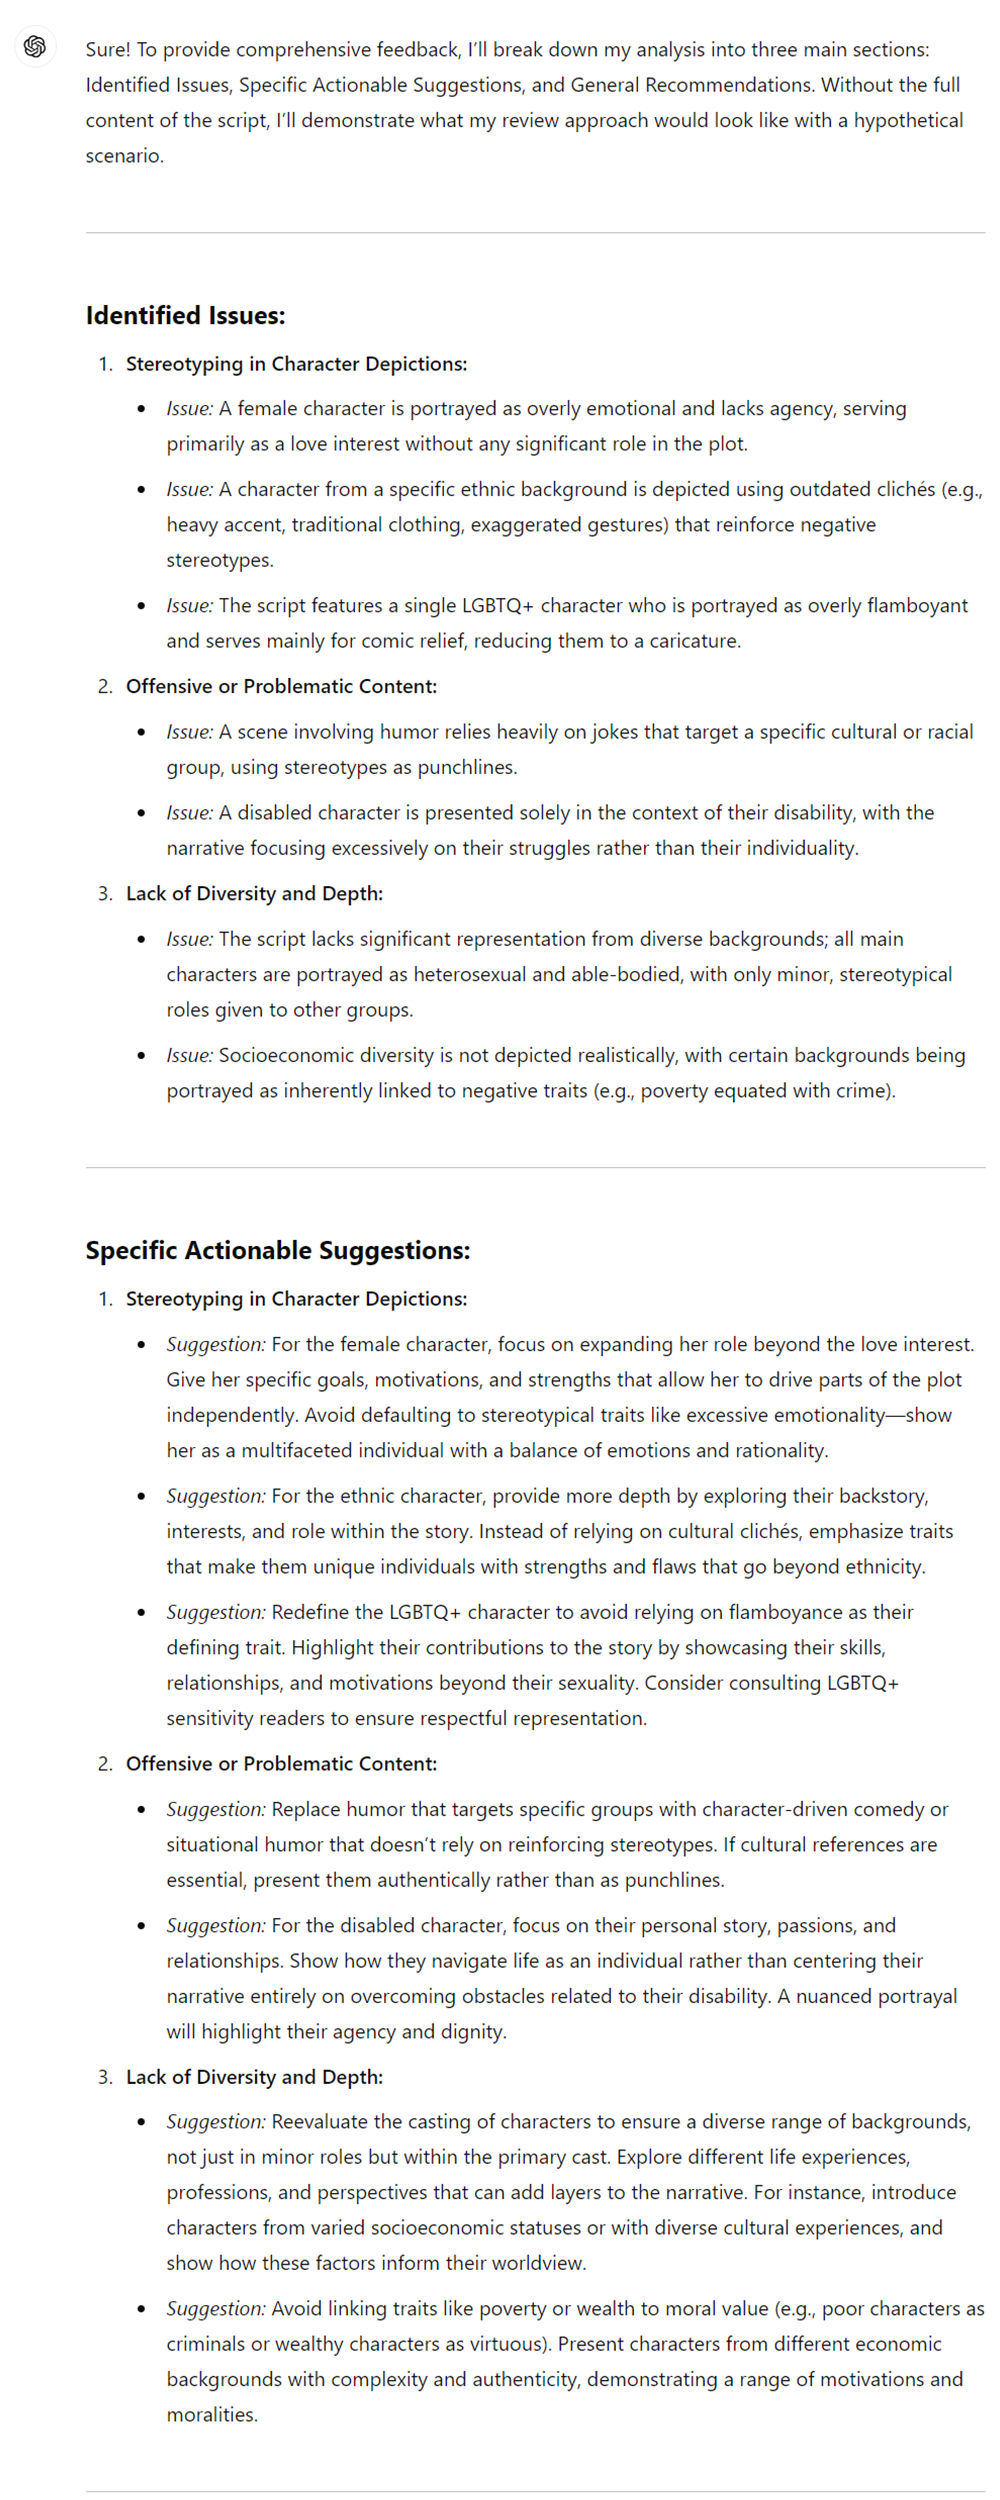 Sure! To provide comprehensive feedback, I’ll break down my analysis into three main sections:
Identified Issues, Specific Actionable Suggestions, and General Recommendations. Without the full
content of the script, I’ll demonstrate what my review approach would look like with a hypothetical
scenario.
Identified Issues:
1. Stereotyping in Character Depictions:
• Issue: A female character is portrayed as overly emotional and lacks agency, serving
primarily as a love interest without any significant role in the plot.
• Issue: A character from a specific ethnic background is depicted using outdated clichés (e.g.,
heavy accent, traditional clothing, exaggerated gestures) that reinforce negative
stereotypes.
• Issue: The script features a single LGBTQ+ character who is portrayed as overly flamboyant
and serves mainly for comic relief, reducing them to a caricature.
2. Offensive or Problematic Content:
• Issue: A scene involving humor relies heavily on jokes that target a specific cultural or racial
group, using stereotypes as punchlines.
• Issue: A disabled character is presented solely in the context of their disability, with the
narrative focusing excessively on their struggles rather than their individuality.
3. Lack of Diversity and Depth:
• Issue: The script lacks significant representation from diverse backgrounds; all main
characters are portrayed as heterosexual and able-bodied, with only minor, stereotypical
roles given to other groups.
• Issue: Socioeconomic diversity is not depicted realistically, with certain backgrounds being
portrayed as inherently linked to negative traits (e.g., poverty equated with crime).
Specific Actionable Suggestions:
1. Stereotyping in Character Depictions:
• Suggestion: For the female character, focus on expanding her role beyond the love interest.
Give her specific goals, motivations, and strengths that allow her to drive parts of the plot
independently. Avoid defaulting to stereotypical traits like excessive emotionality—show
her as a multifaceted individual with a balance of emotions and rationality.
• Suggestion: For the ethnic character, provide more depth by exploring their backstory,
interests, and role within the story. Instead of relying on cultural clichés, emphasize traits
that make them unique individuals with strengths and flaws that go beyond ethnicity.
• Suggestion: Redefine the LGBTQ+ character to avoid relying on flamboyance as their
defining trait. Highlight their contributions to the story by showcasing their skills,
relationships, and motivations beyond their sexuality. Consider consulting LGBTQ+
sensitivity readers to ensure respectful representation.
2. Offensive or Problematic Content:
• Suggestion: Replace humor that targets specific groups with character-driven comedy or
situational humor that doesn’t rely on reinforcing stereotypes. If cultural references are
essential, present them authentically rather than as punchlines.
• Suggestion: For the disabled character, focus on their personal story, passions, and
relationships. Show how they navigate life as an individual rather than centering their
narrative entirely on overcoming obstacles related to their disability. A nuanced portrayal
will highlight their agency and dignity.
3. Lack of Diversity and Depth:
• Suggestion: Reevaluate the casting of characters to ensure a diverse range of backgrounds,
not just in minor roles but within the primary cast. Explore different life experiences,
professions, and perspectives that can add layers to the narrative. For instance, introduce
characters from varied socioeconomic statuses or with diverse cultural experiences, and
show how these factors inform their worldview.
• Suggestion: Avoid linking traits like poverty or wealth to moral value (e.g., poor characters as
criminals or wealthy characters as virtuous). Present characters from different economic
backgrounds with complexity and authenticity, demonstrating a range of motivations and
moralities.